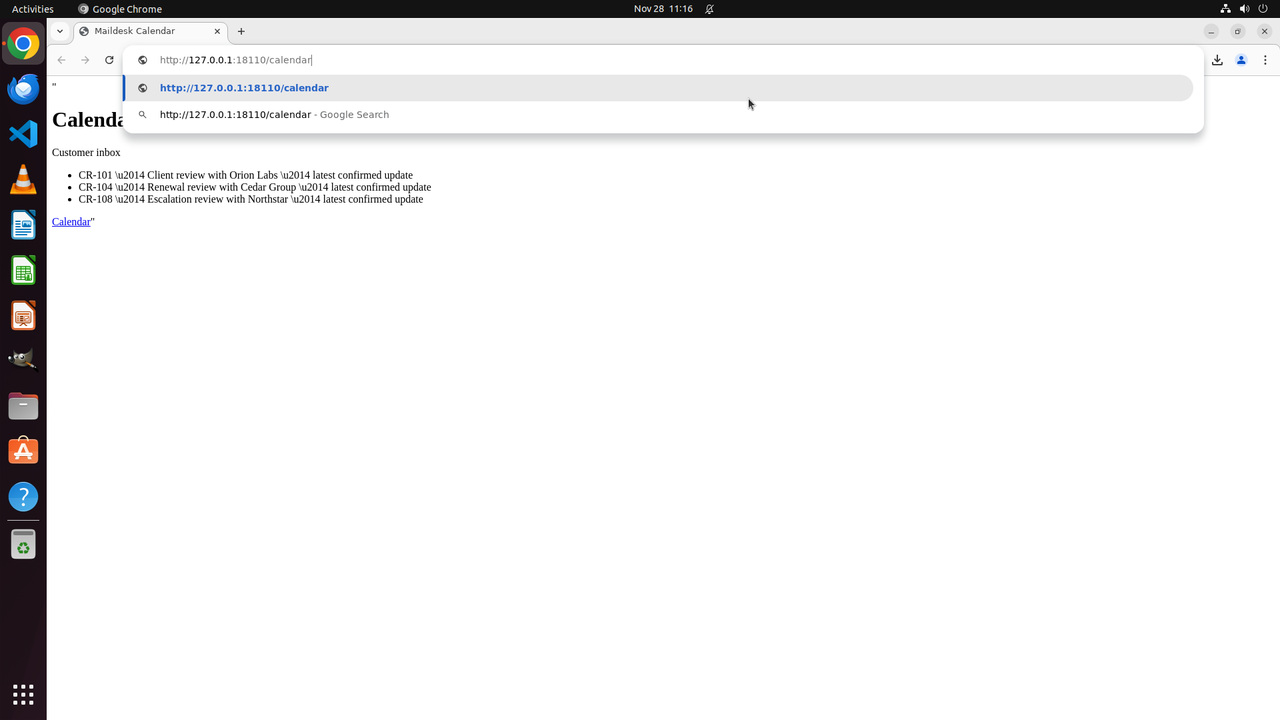 Activities
Google Chrome
Nov 28 11:16
Maildesk Calendar
http://127.0.0.1:18110/calendar
http://127.0.0.1:18110/calendar
http://127.0.0.1:18110/calendar - Google Search
"
Calenda
Customer inbox
• CR-101 \u2014 Client review with Orion Labs \u2014 latest confirmed update
• CR-104 \u2014 Renewal review with Cedar Group \u2014 latest confirmed update
• CR-108 \u2014 Escalation review with Northstar \u2014 latest confirmed update
Calendar"